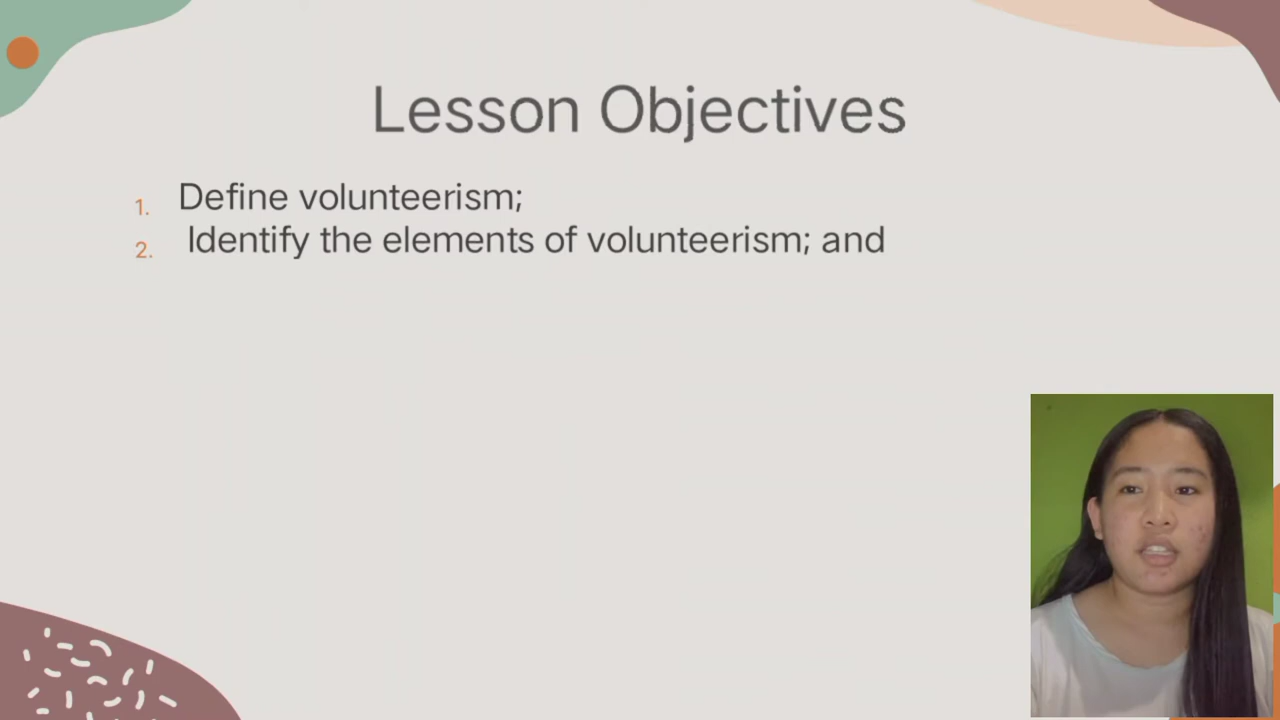 Lesson Objectives
1. Define volunteerism;
2. Identify the elements of volunteerism; and